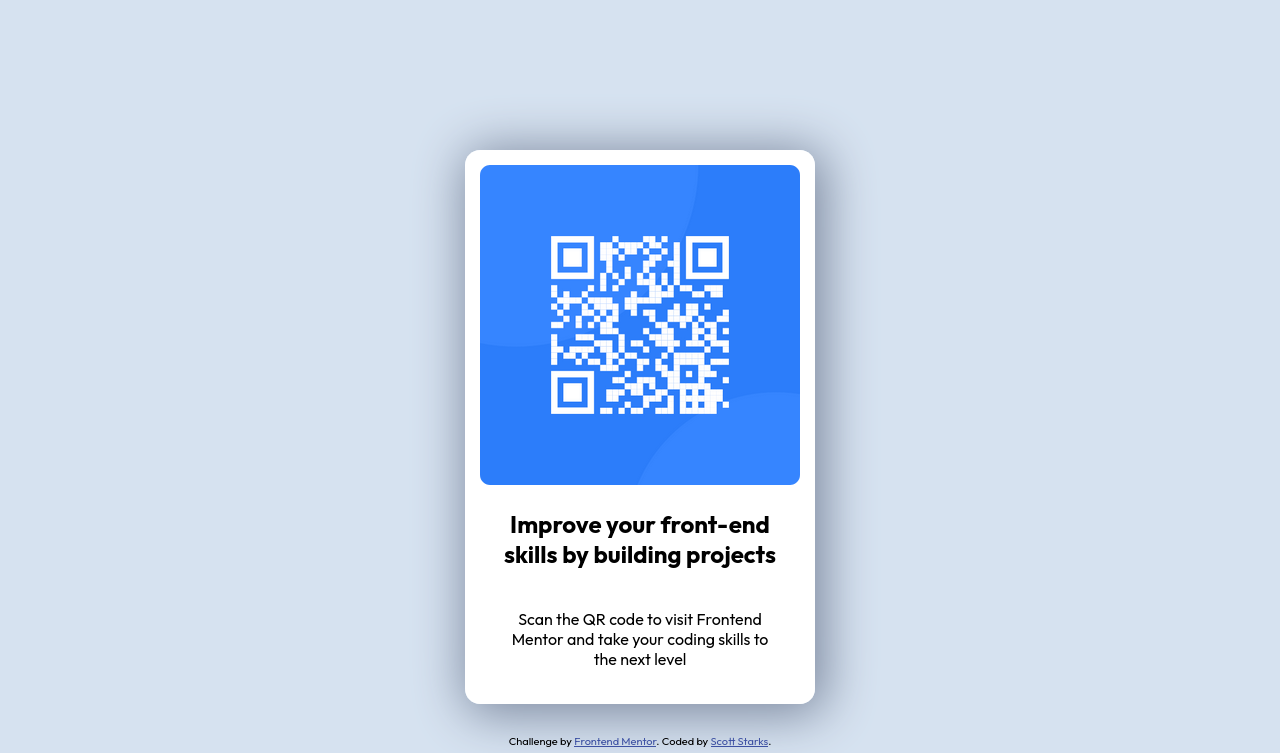 Improve your front-end
skills by building projects
Scan the QR code to visit Frontend
Mentor and take your coding skills to
the next level
Challenge by Frontend Mentor. Coded by Scott Starks.